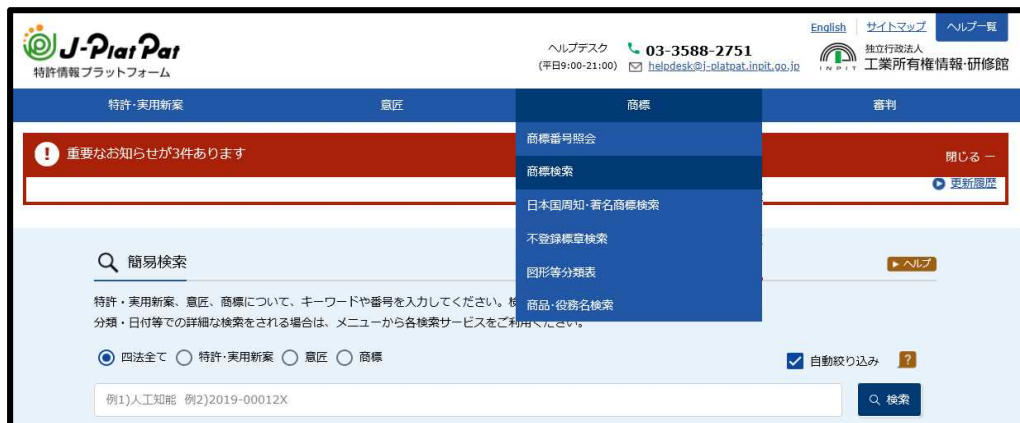 English サイトマップ ヘルプ一覧
J-PlatPat
特許情報プラットフォーム
ヘルプデスク 03-3588-2751
(平日9:00-21:00) helpdesk@j-platpat.inpit.go.jp
INPIT
独立行政法人
工業所有権情報・研修館
特許・実用新案 意匠 商標 審判
商標番号照会
商標検索
日本国周知・著名商標検索
不登録標章検索
図形等分類表
商品・役務名検索
重要なお知らせが3件あります
閉じる
更新履歴
簡易検索
ヘルプ
特許・実用新案、意匠、商標について、キーワードや番号を入力してください。
分類・日付等での詳細な検索をされる場合は、メニューから各検索サービスをご利用ください。
四法全て 特許・実用新案 意匠 商標
自動絞り込み ?
例1)人工知能 例2)2019-00012X
検索